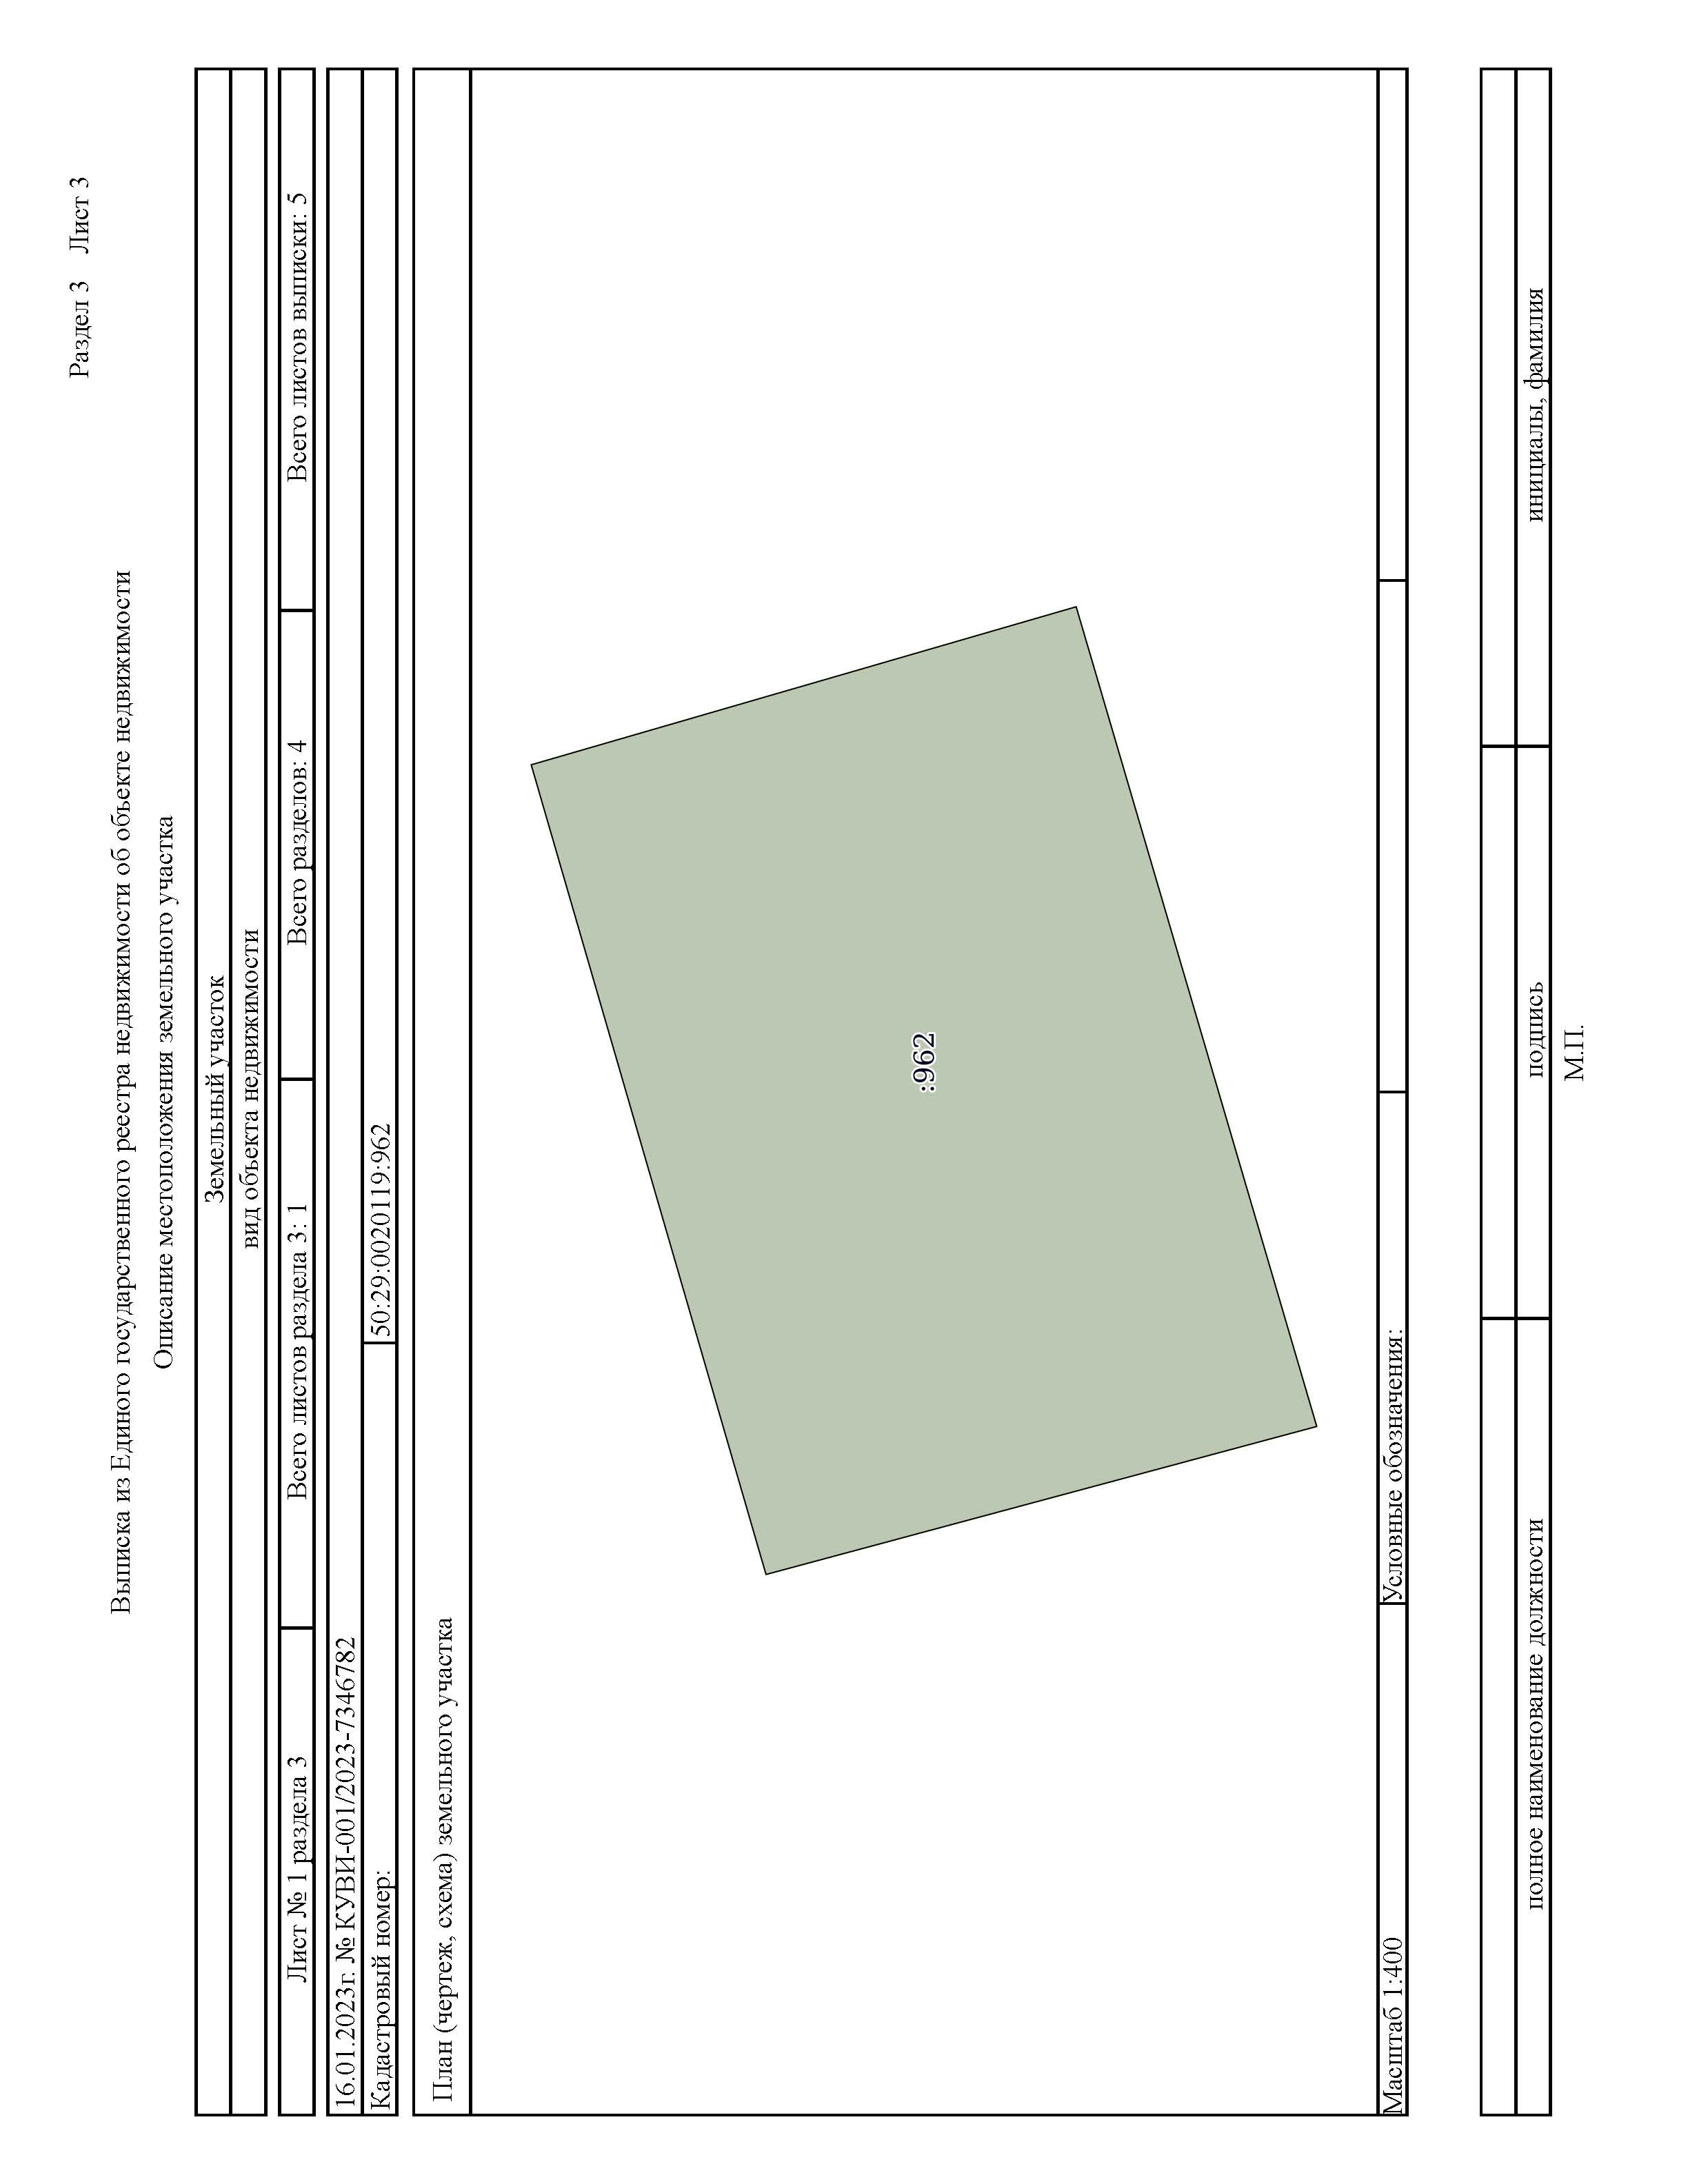 Раздел 3 Лист 3
Выписка из Единого государственного реестра недвижимости об объекте недвижимости
Описание местоположения земельного участка
Земельный участок
вид объекта недвижимости
Лист № 1 раздела 3 Всего листов раздела 3: 1 Всего разделов: 4 Всего листов выписки: 5
16.01.2023г. № КУВИ-001/2023-7346782
Кадастровый номер: 50:29:0020119:962
План (чертеж, схема) земельного участка
:962
Масштаб 1:400 Условные обозначения:
полное наименование должности подпись инициалы, фамилия
М.П.